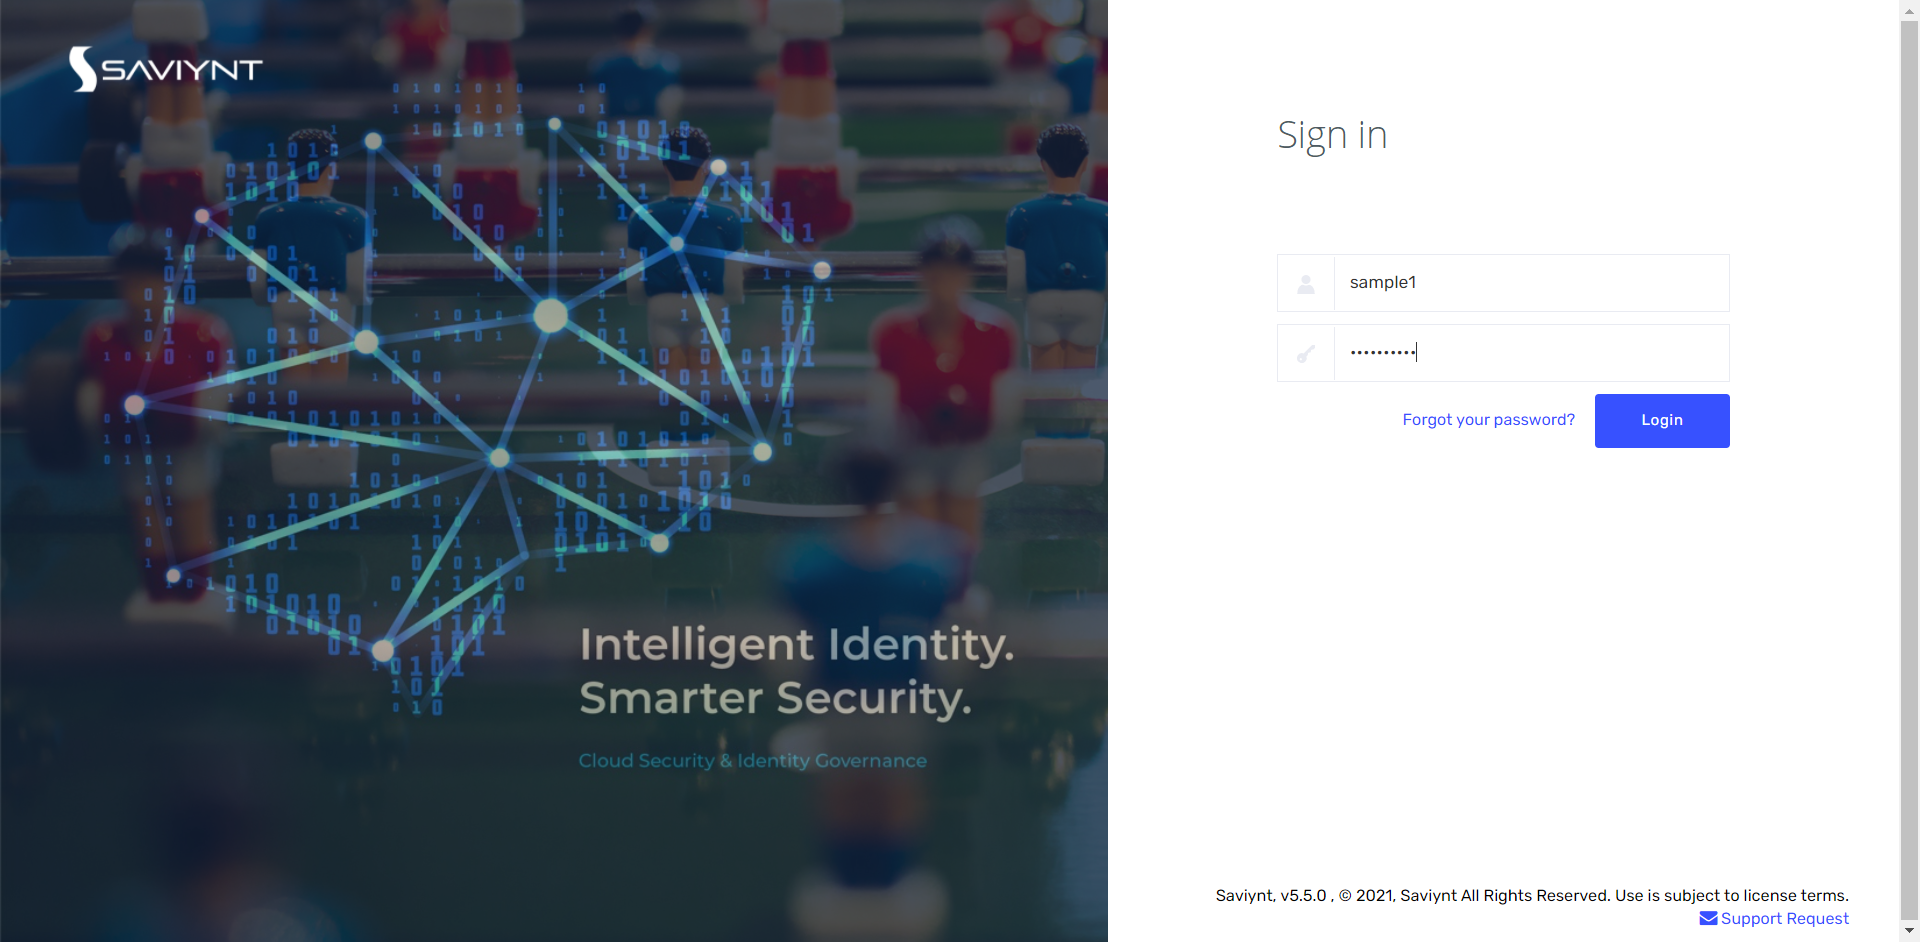 SAVIYNT
Sign in
sample1
••••••••••
Forgot your password?
Login
Intelligent Identity.
Smarter Security.
Cloud Security & Identity Governance
Saviynt, v5.5.0 , © 2021, Saviynt All Rights Reserved. Use is subject to license terms.
Support Request